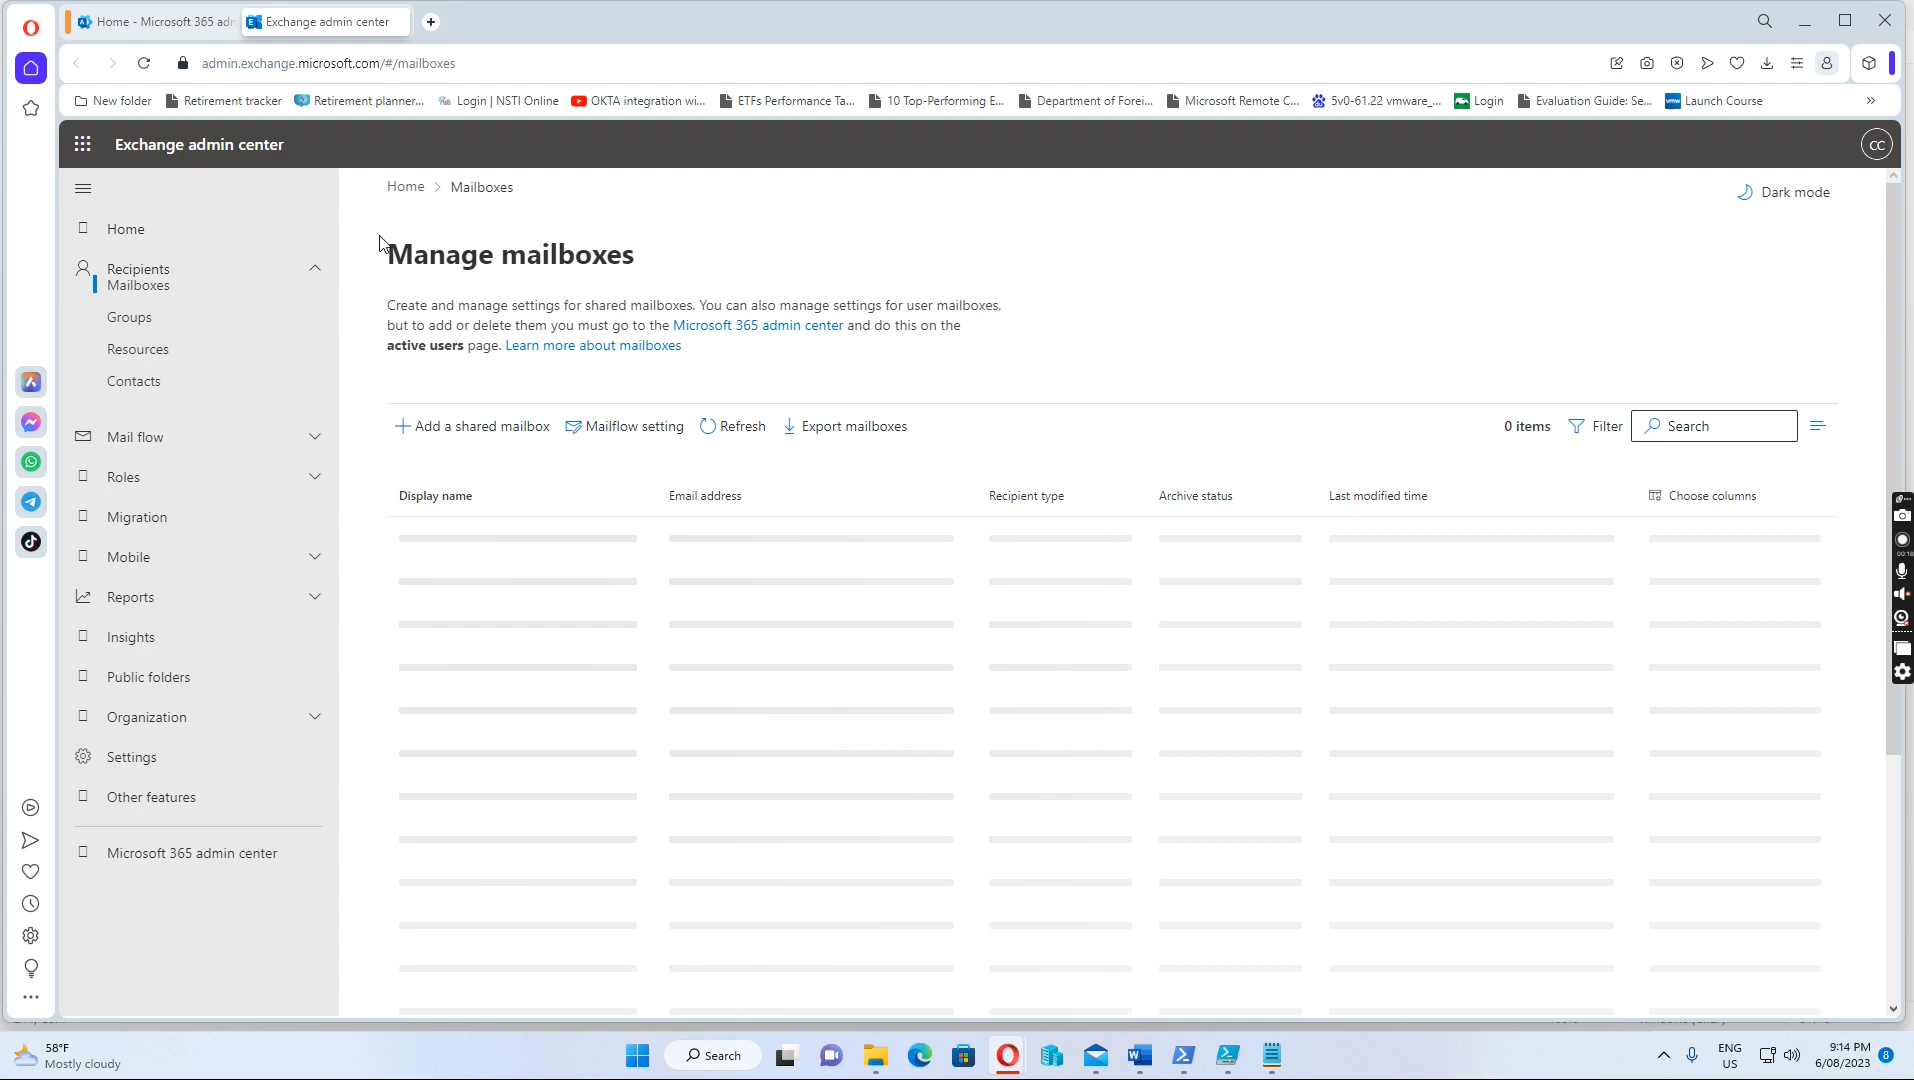 Home - Microsoft 365 adm
Exchange admin center
admin.exchange.microsoft.com/#/mailboxes
New folder
Retirement tracker
Retirement planner...
Login | NSTI Online
OKTA integration wi...
ETFs Performance Ta...
10 Top-Performing E...
Department of Forei...
Microsoft Remote C...
5v0-61.22 vmware_...
Login
Evaluation Guide: Se...
Launch Course
Exchange admin center
CC
Home
Recipients
Mailboxes
Groups
Resources
Contacts
Mail flow
Roles
Migration
Mobile
Reports
Insights
Public folders
Organization
Settings
Other features
Microsoft 365 admin center
Home > Mailboxes
Dark mode
Manage mailboxes
Create and manage settings for shared mailboxes. You can also manage settings for user mailboxes,
but to add or delete them you must go to the Microsoft 365 admin center and do this on the
active users page. Learn more about mailboxes
Add a shared mailbox
Mailflow setting
Refresh
Export mailboxes
0 items
Filter
Search
Display name
Email address
Recipient type
Archive status
Last modified time
Choose columns
00:18
58°F
Mostly cloudy
Search
ENG
US
9:14 PM
6/08/2023
8